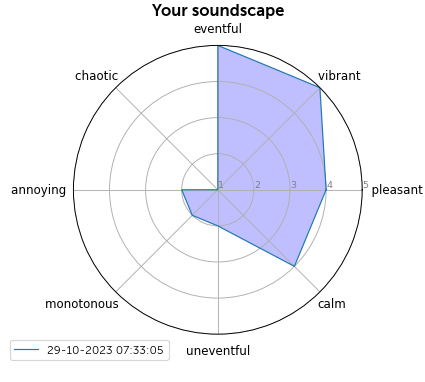 Your soundscape
eventful
chaotic
vibrant
annoying
1 2 3 4 5
pleasant
monotonous
calm
29-10-2023 07:33:05
uneventful